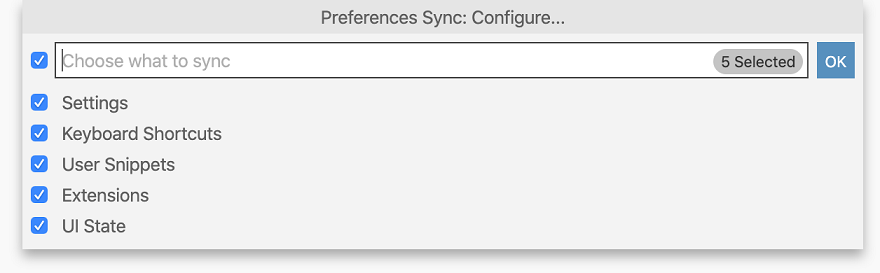 Preferences Sync: Configure...
Choose what to sync 5 Selected OK
Settings
Keyboard Shortcuts
User Snippets
Extensions
UI State